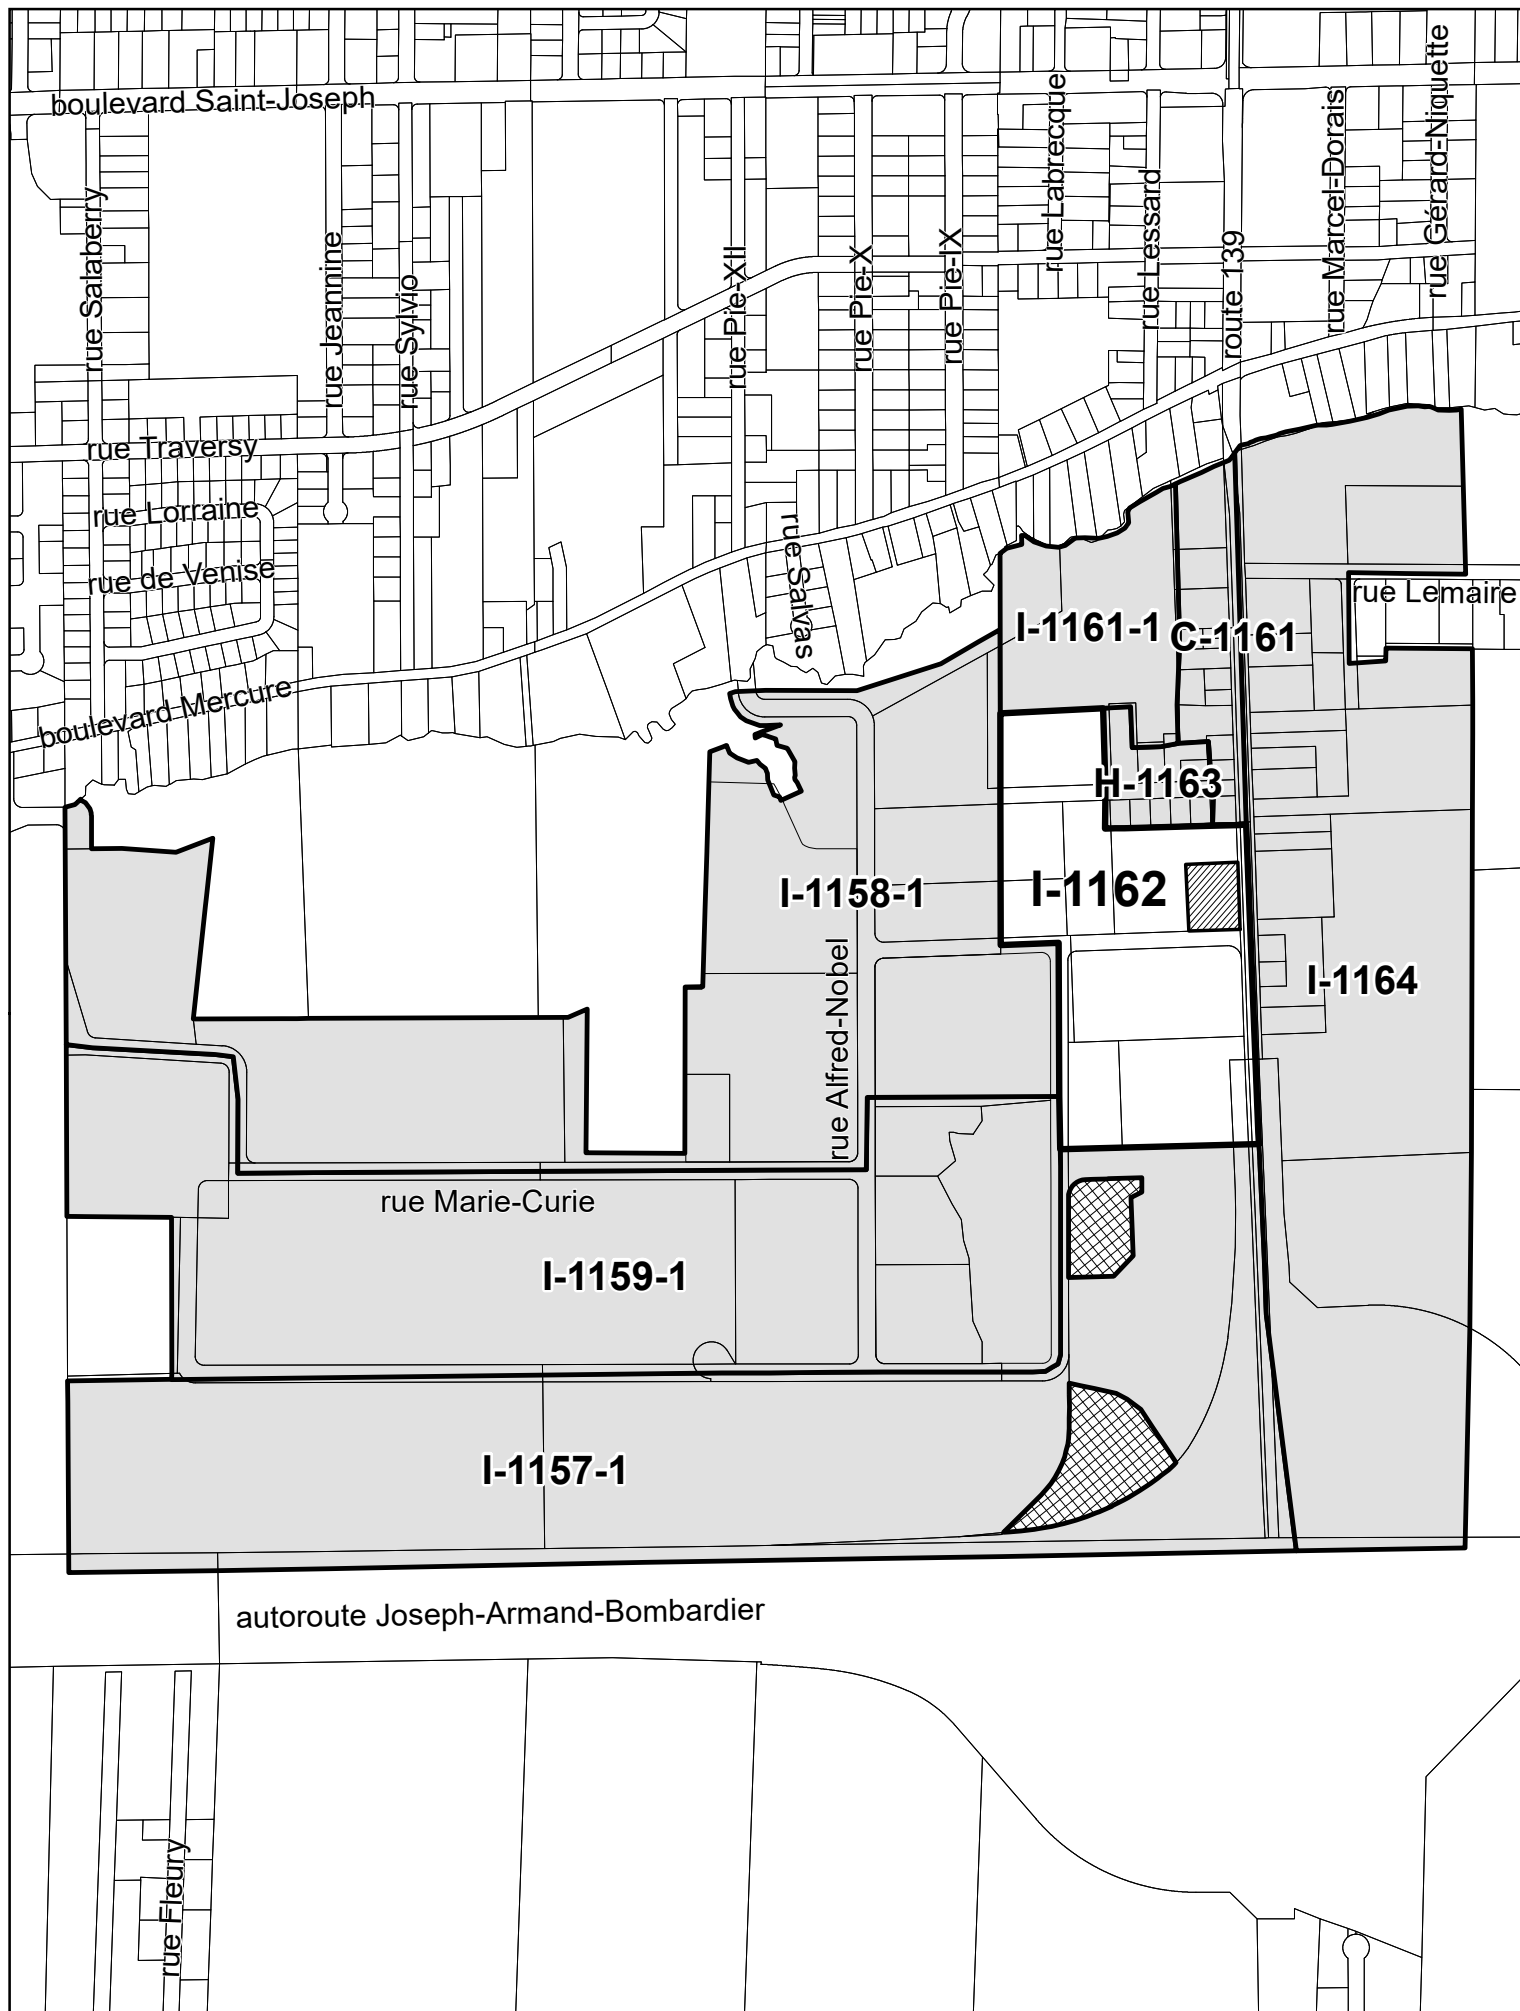 boulevard Saint-Joseph
rue Salaberry
rue Jeannine
rue Sylvio
rue Pie-XII
rue Pie-X
rue Pie-IX
rue Labrecque
rue Lessard
route 139
rue Marcel-Dorais
rue Gérard-Niquette
rue Traversy
rue Lorraine
rue de Venise
boulevard Mercure
rue Salvas
rue Lemaire
I-1161-1
C-1161
H-1163
I-1158-1
I-1162
I-1164
rue Alfred-Nobel
rue Marie-Curie
I-1159-1
I-1157-1
autoroute Joseph-Armand-Bombardier
rue Fleury